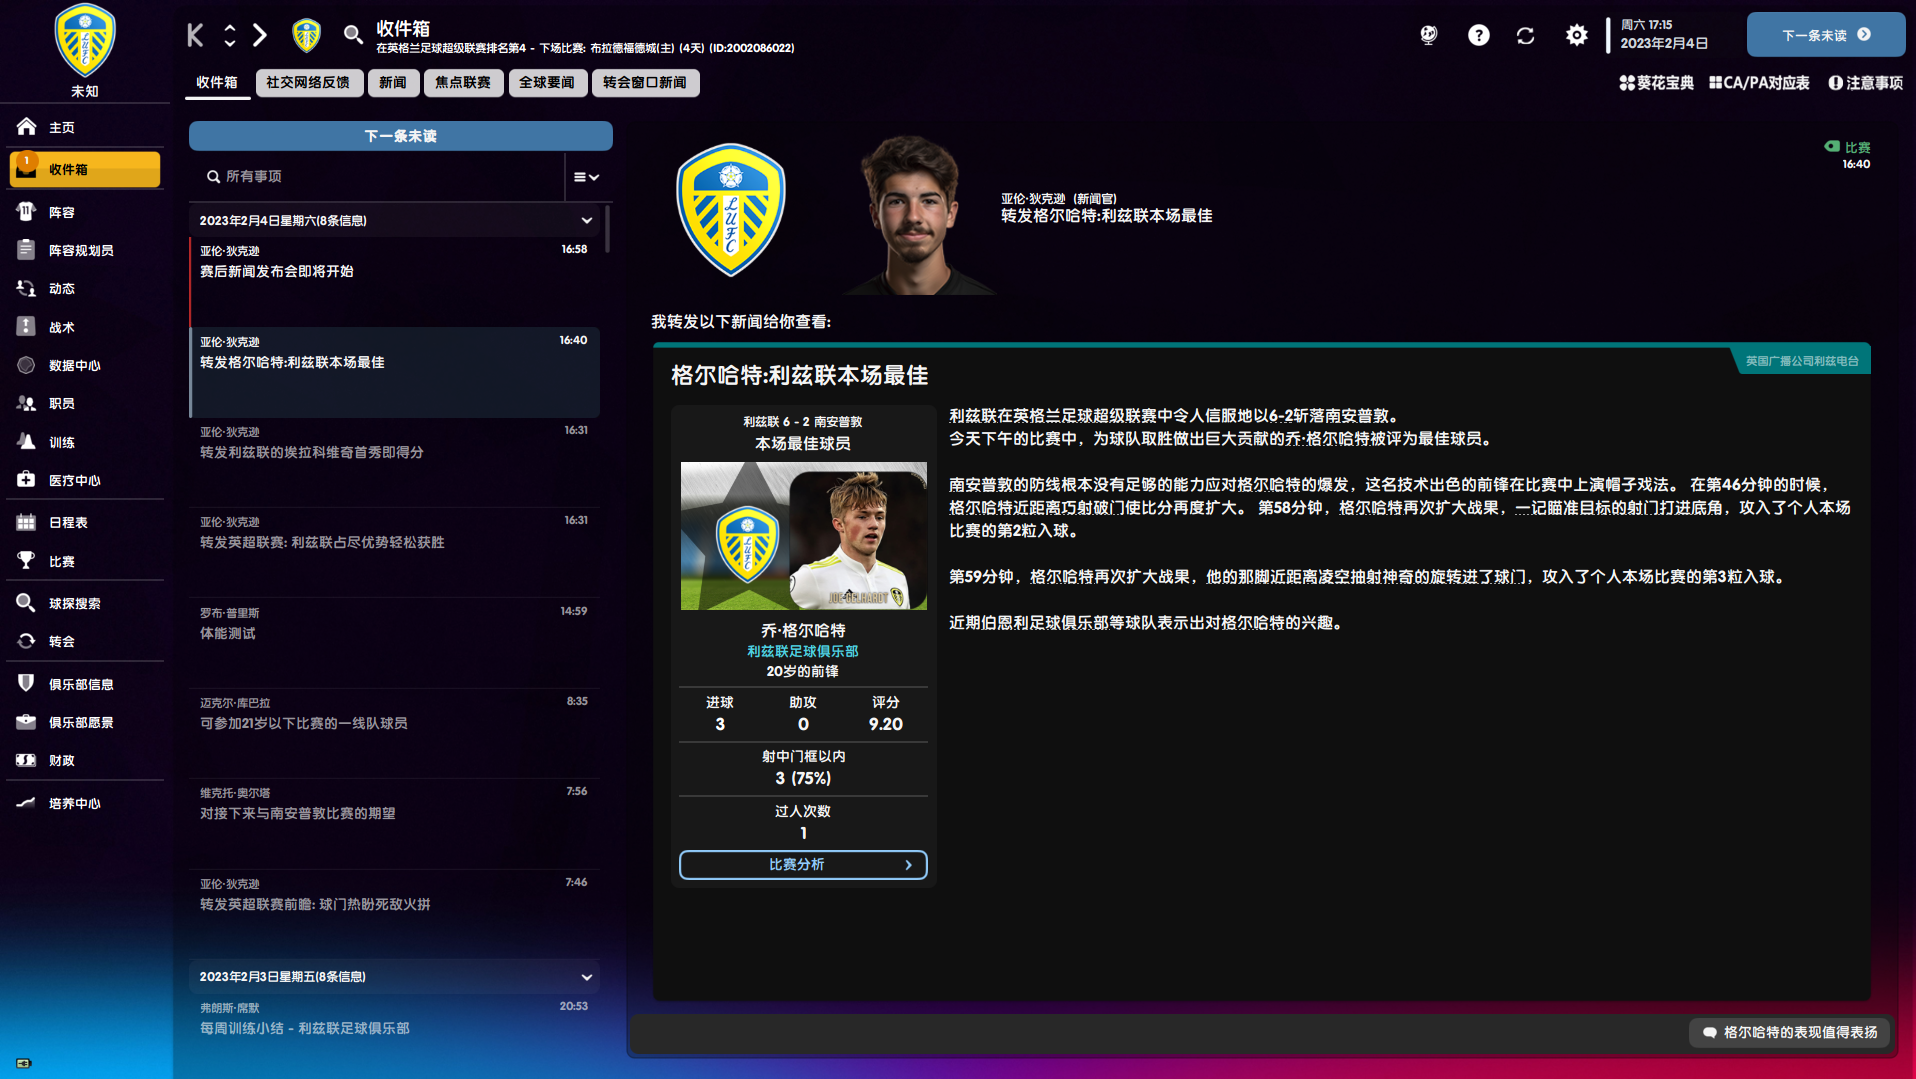 未知
主页
1
收件箱
阵容
阵容规划员
动态
战术
数据中心
职员
训练
医疗中心
日程表
比赛
球探搜索
转会
俱乐部信息
俱乐部愿景
财政
培养中心
收件箱
在英格兰足球超级联赛排名第4 - 下场比赛: 布拉德福德城(主) (4天) (ID:2002086022)
周六 17:15
2023年2月4日
下一条未读
收件箱
社交网络反馈
新闻
焦点联赛
全球要闻
转会窗口新闻
葵花宝典
CA/PA对应表
注意事项
下一条未读
所有事项
2023年2月4日星期六(8条信息)
亚伦·狄克逊 16:58
赛后新闻发布会即将开始
亚伦·狄克逊 16:40
转发格尔哈特:利兹联本场最佳
亚伦·狄克逊 16:31
转发利兹联的埃拉科维奇首秀即得分
亚伦·狄克逊 16:31
转发英超联赛: 利兹联占尽优势轻松获胜
罗布·普里斯 14:59
体能测试
迈克尔·库巴拉 8:35
可参加21岁以下比赛的一线队球员
维克托·奥尔塔 7:56
对接下来与南安普敦比赛的期望
亚伦·狄克逊 7:46
转发英超联赛前瞻: 球门热盼死敌火拼
2023年2月3日星期五(8条信息)
弗朗斯·席默 20:53
每周训练小结 - 利兹联足球俱乐部
LUFC
亚伦·狄克逊 (新闻官)
转发格尔哈特:利兹联本场最佳
比赛
16:40
我转发以下新闻给你查看:
英国广播公司利兹电台
格尔哈特:利兹联本场最佳
利兹联 6 - 2 南安普敦
本场最佳球员
JOE GELHARDT
乔·格尔哈特
利兹联足球俱乐部
20岁的前锋
进球 助攻 评分
3 0 9.20
射中门框以内
3 (75%)
过人次数
1
比赛分析
利兹联在英格兰足球超级联赛中令人信服地以6-2斩落南安普敦。
今天下午的比赛中，为球队取胜做出巨大贡献的乔·格尔哈特被评为最佳球员。
南安普敦的防线根本没有足够的能力应对格尔哈特的爆发，这名技术出色的前锋在比赛中上演帽子戏法。 在第46分钟的时候，
格尔哈特近距离巧射破门使比分再度扩大。 第58分钟，格尔哈特再次扩大战果，一记瞄准目标的射门打进底角，攻入了个人本场
比赛的第2粒入球。
第59分钟，格尔哈特再次扩大战果，他的那脚近距离凌空抽射神奇的旋转进了球门，攻入了个人本场比赛的第3粒入球。
近期伯恩利足球俱乐部等球队表示出对格尔哈特的兴趣。
格尔哈特的表现值得表扬